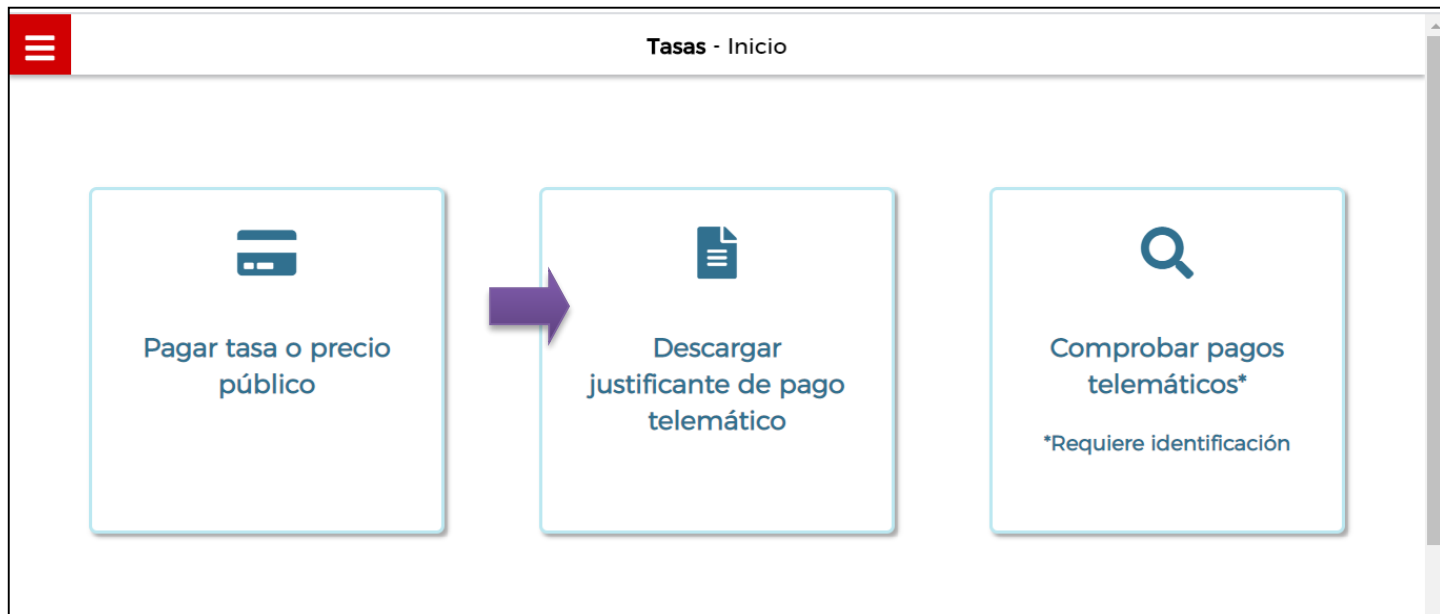 Tasas - Inicio
Pagar tasa o precio
público
Descargar
justificante de pago
telemático
Comprobar pagos
telemáticos*
*Requiere identificación